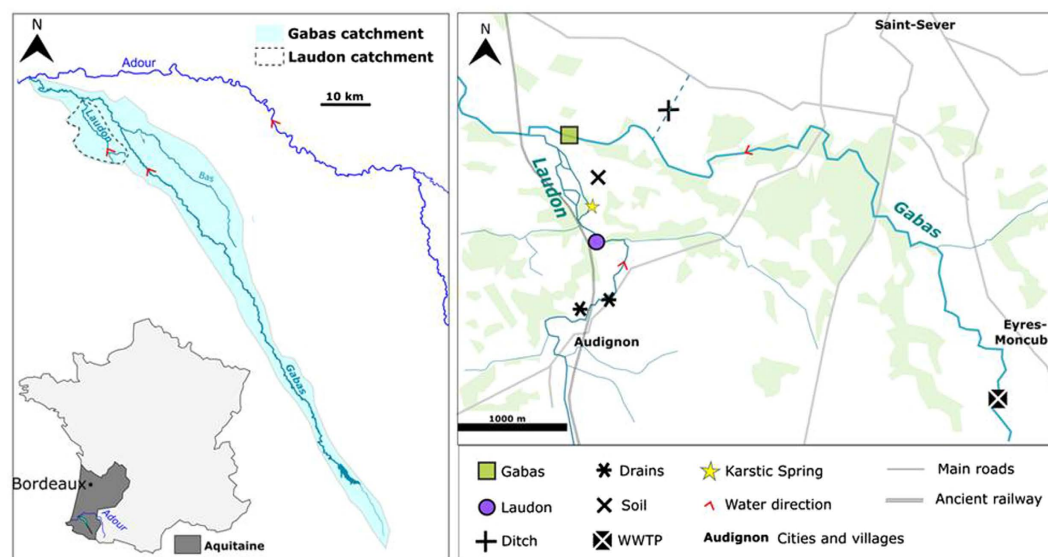 N
Gabas catchment
Laudon catchment
Adour
10 km
Laudon
Bas
Gabas
Bordeaux
Adour
Aquitaine
N
Saint-Sever
Laudon
Gabas
Eyres-
Moncub
Audignon
1000 m
Gabas
Drains
Karstic Spring
Main roads
Laudon
Soil
Water direction
Ancient railway
Ditch
WWTP
Audignon Cities and villages